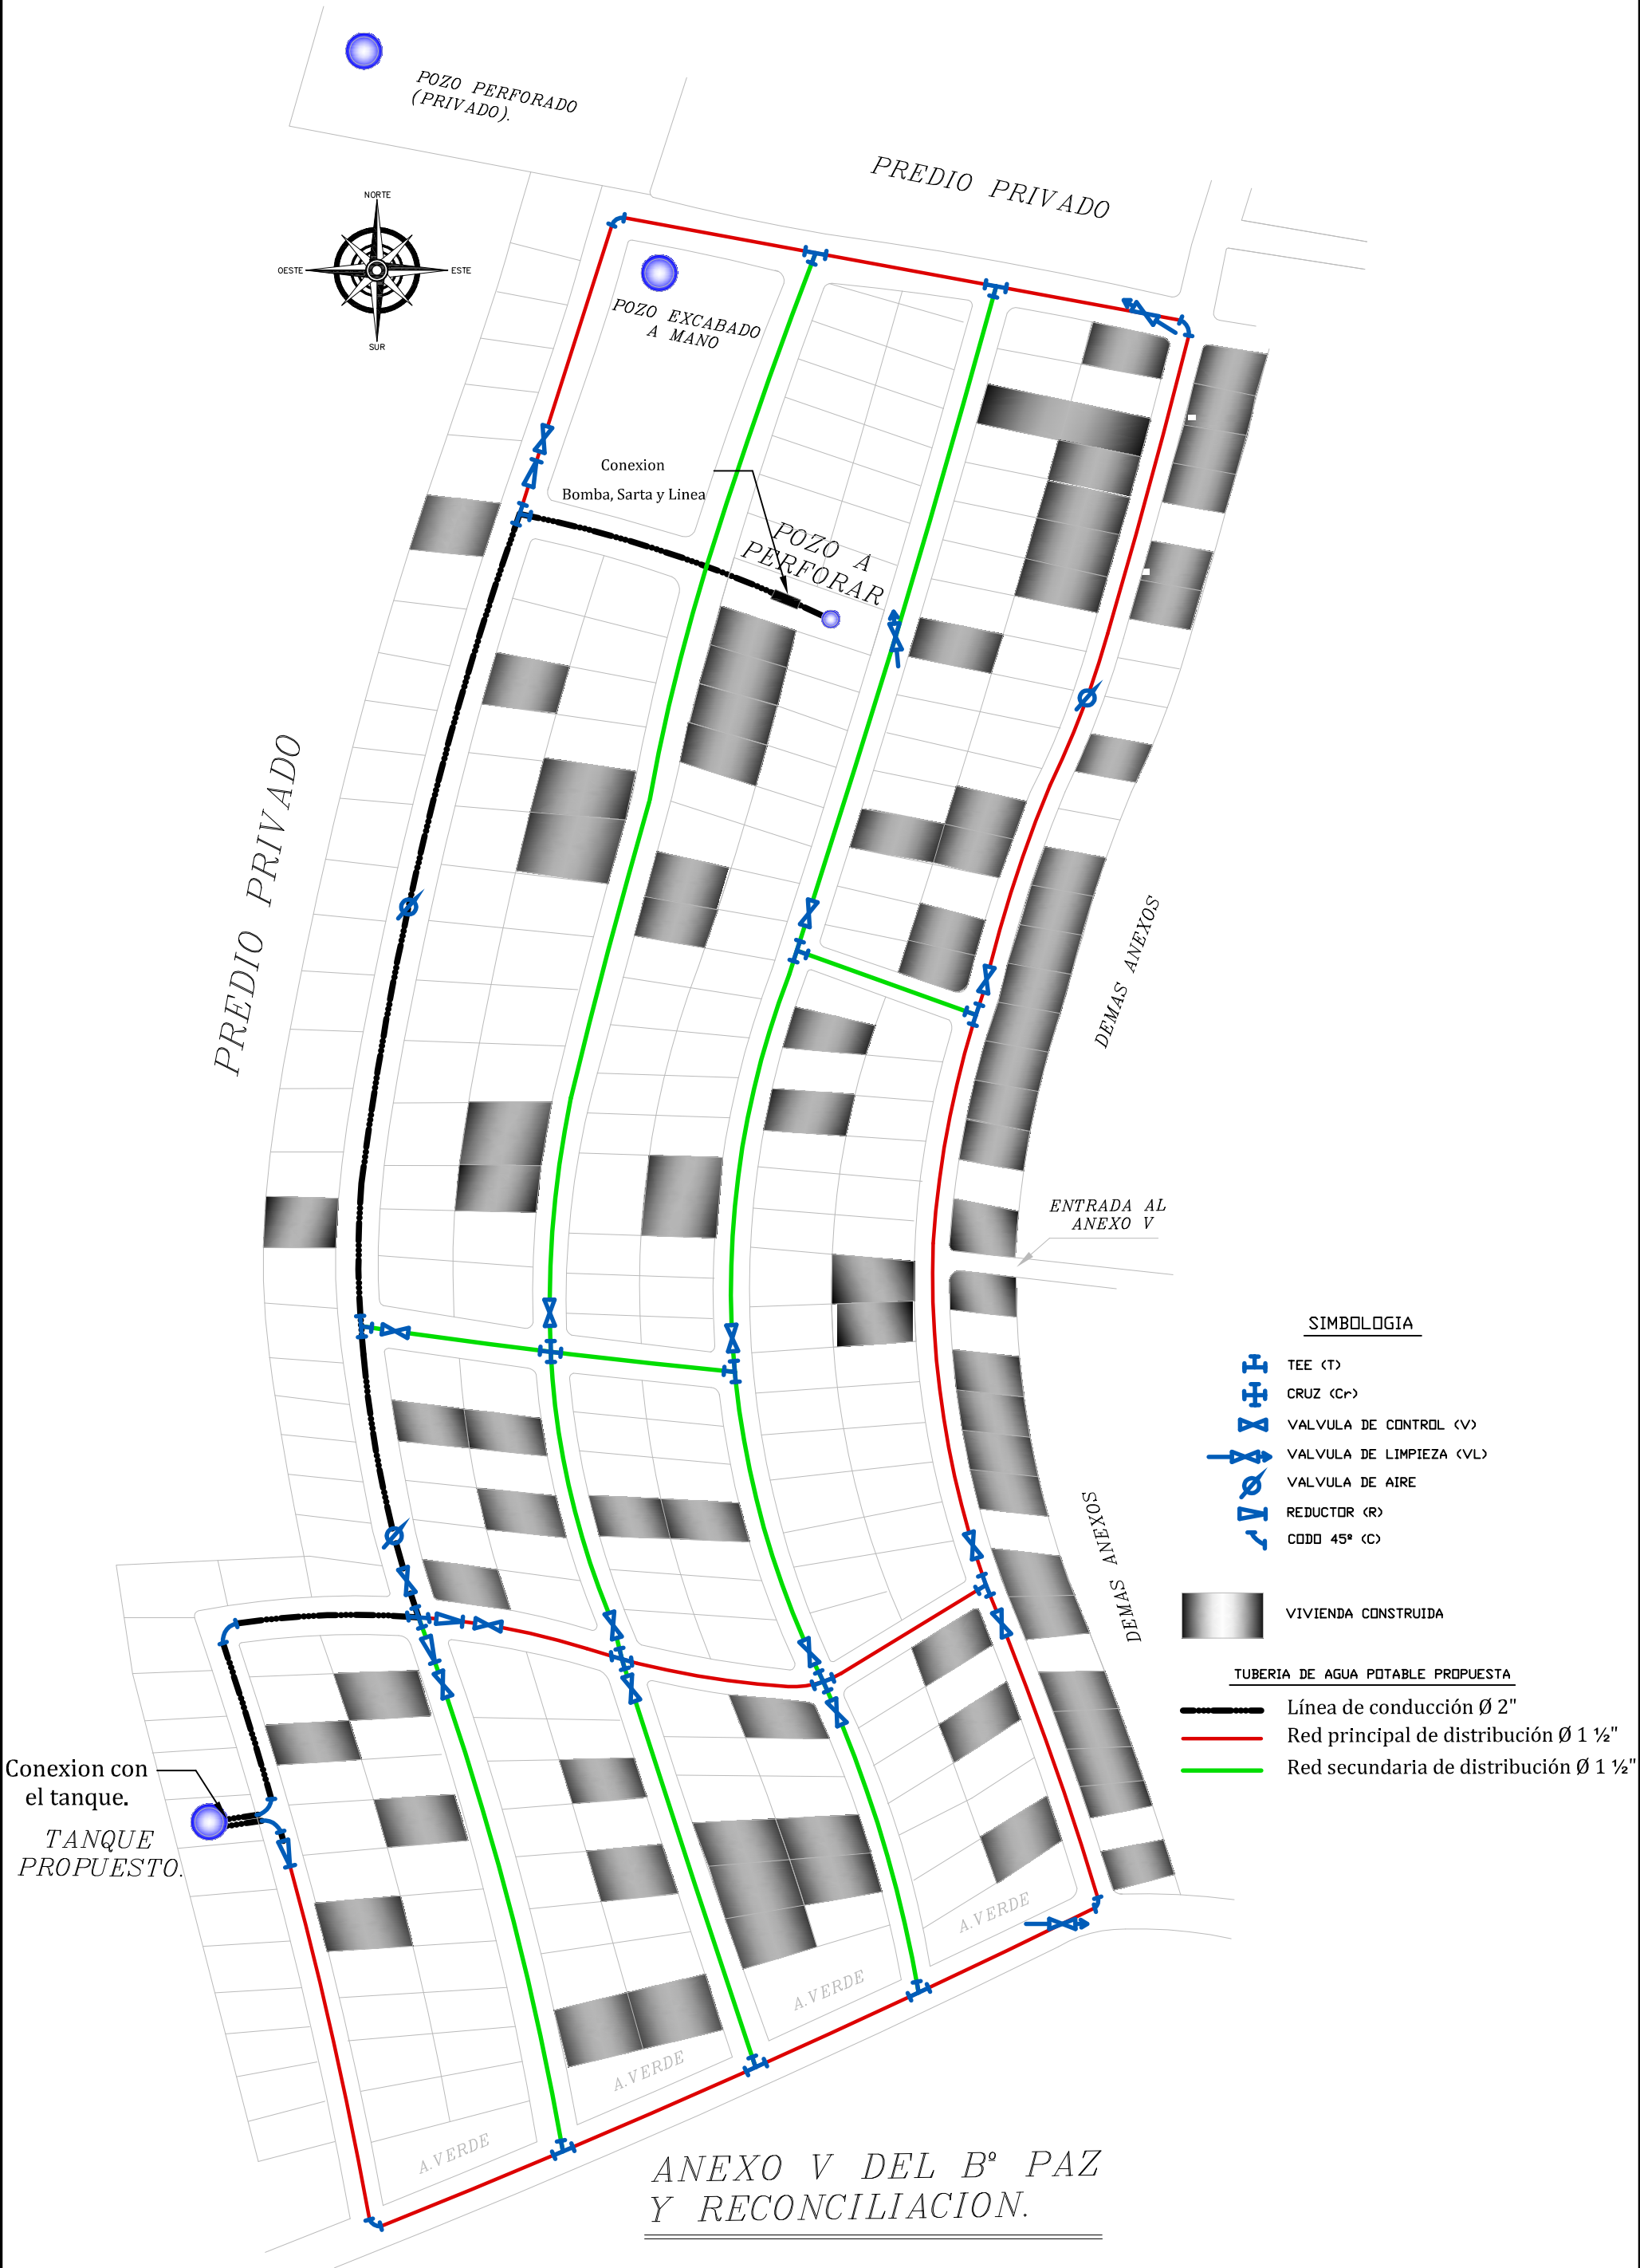 POZO PERFORADO
(PRIVADO).
PREDIO PRIVADO
NORTE
OESTE
ESTE
SUR
POZO EXCABADO
A MANO
Conexion
Bomba, Sarta y Linea
POZO A
PERFORAR
PREDIO PRIVADO
DEMAS ANEXOS
ENTRADA AL
ANEXO V
SIMBOLOGIA
TEE (T)
CRUZ (Cr)
VALVULA DE CONTROL (V)
VALVULA DE LIMPIEZA (VL)
VALVULA DE AIRE
REDUCTOR (R)
CODO 45º (C)
VIVIENDA CONSTRUIDA
DEMAS ANEXOS
DEMAS ANEXOS
TUBERIA DE AGUA POTABLE PROPUESTA
Línea de conducción Ø 2"
Red principal de distribución Ø 1 ½"
Red secundaria de distribución Ø 1 ½"
Conexion con
el tanque.
TANQUE
PROPUESTO.
A.VERDE
A.VERDE
A.VERDE
A.VERDE
ANEXO V DEL Bº PAZ
Y RECONCILIACION.